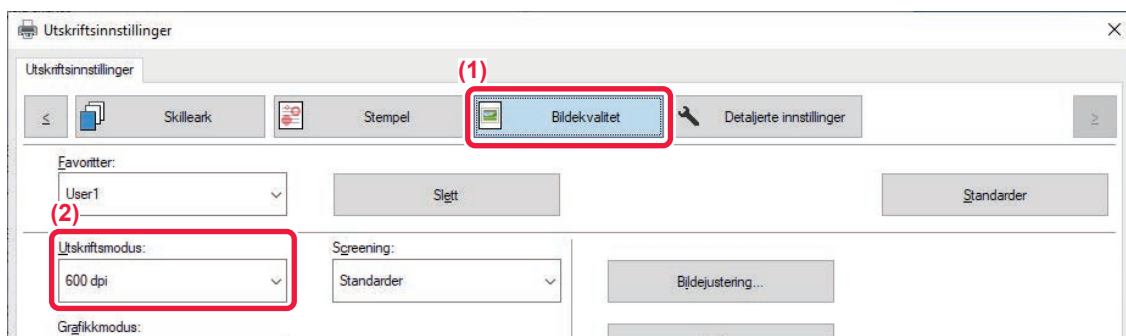 Utskriftsinnstillinger
Utskriftsinnstillinger
(1)
< Skilleark Stempel Bildekvalitet Detaljerte innstillinger >
Favoritter:
User1 Slett Standarder
(2)
Utskriftsmodus: Screening:
600 dpi Standarder Bildejustering...
Grafikkmodus: